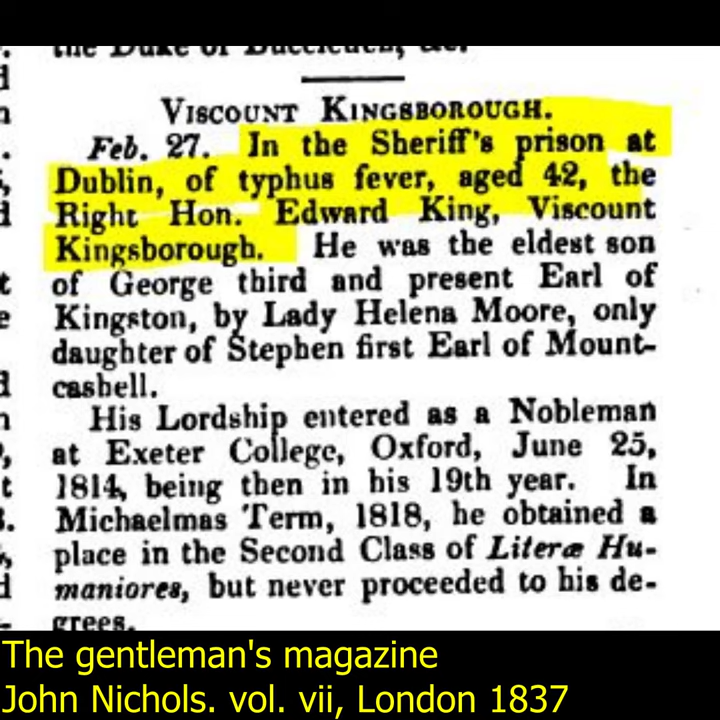 the Duke of Buccleuch, &c.
VISCOUNT KINGSBOROUGH.
Feb. 27. In the Sheriff's prison at
Dublin, of typhus fever, aged 42, the
Right Hon. Edward King, Viscount
Kingsborough. He was the eldest son
of George third and present Earl of
Kingston, by Lady Helena Moore, only
daughter of Stephen first Earl of Mount-
cashell.
His Lordship entered as a Nobleman
at Exeter College, Oxford, June 25,
1814, being then in his 19th year. In
Michaelmas Term, 1818, he obtained a
place in the Second Class of Literæ Hu-
maniores, but never proceeded to his de-
grees.
The gentleman's magazine
John Nichols. vol. vii, London 1837